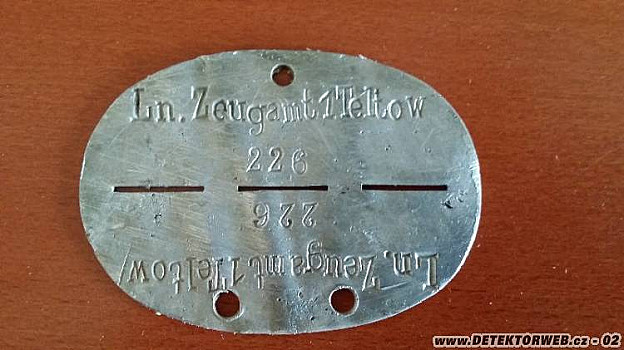 Ln. Zeugamt 1 Teltow
226
226
Ln. Zeugamt 1 Teltow
www.DETEKTORWEB.cz - 02